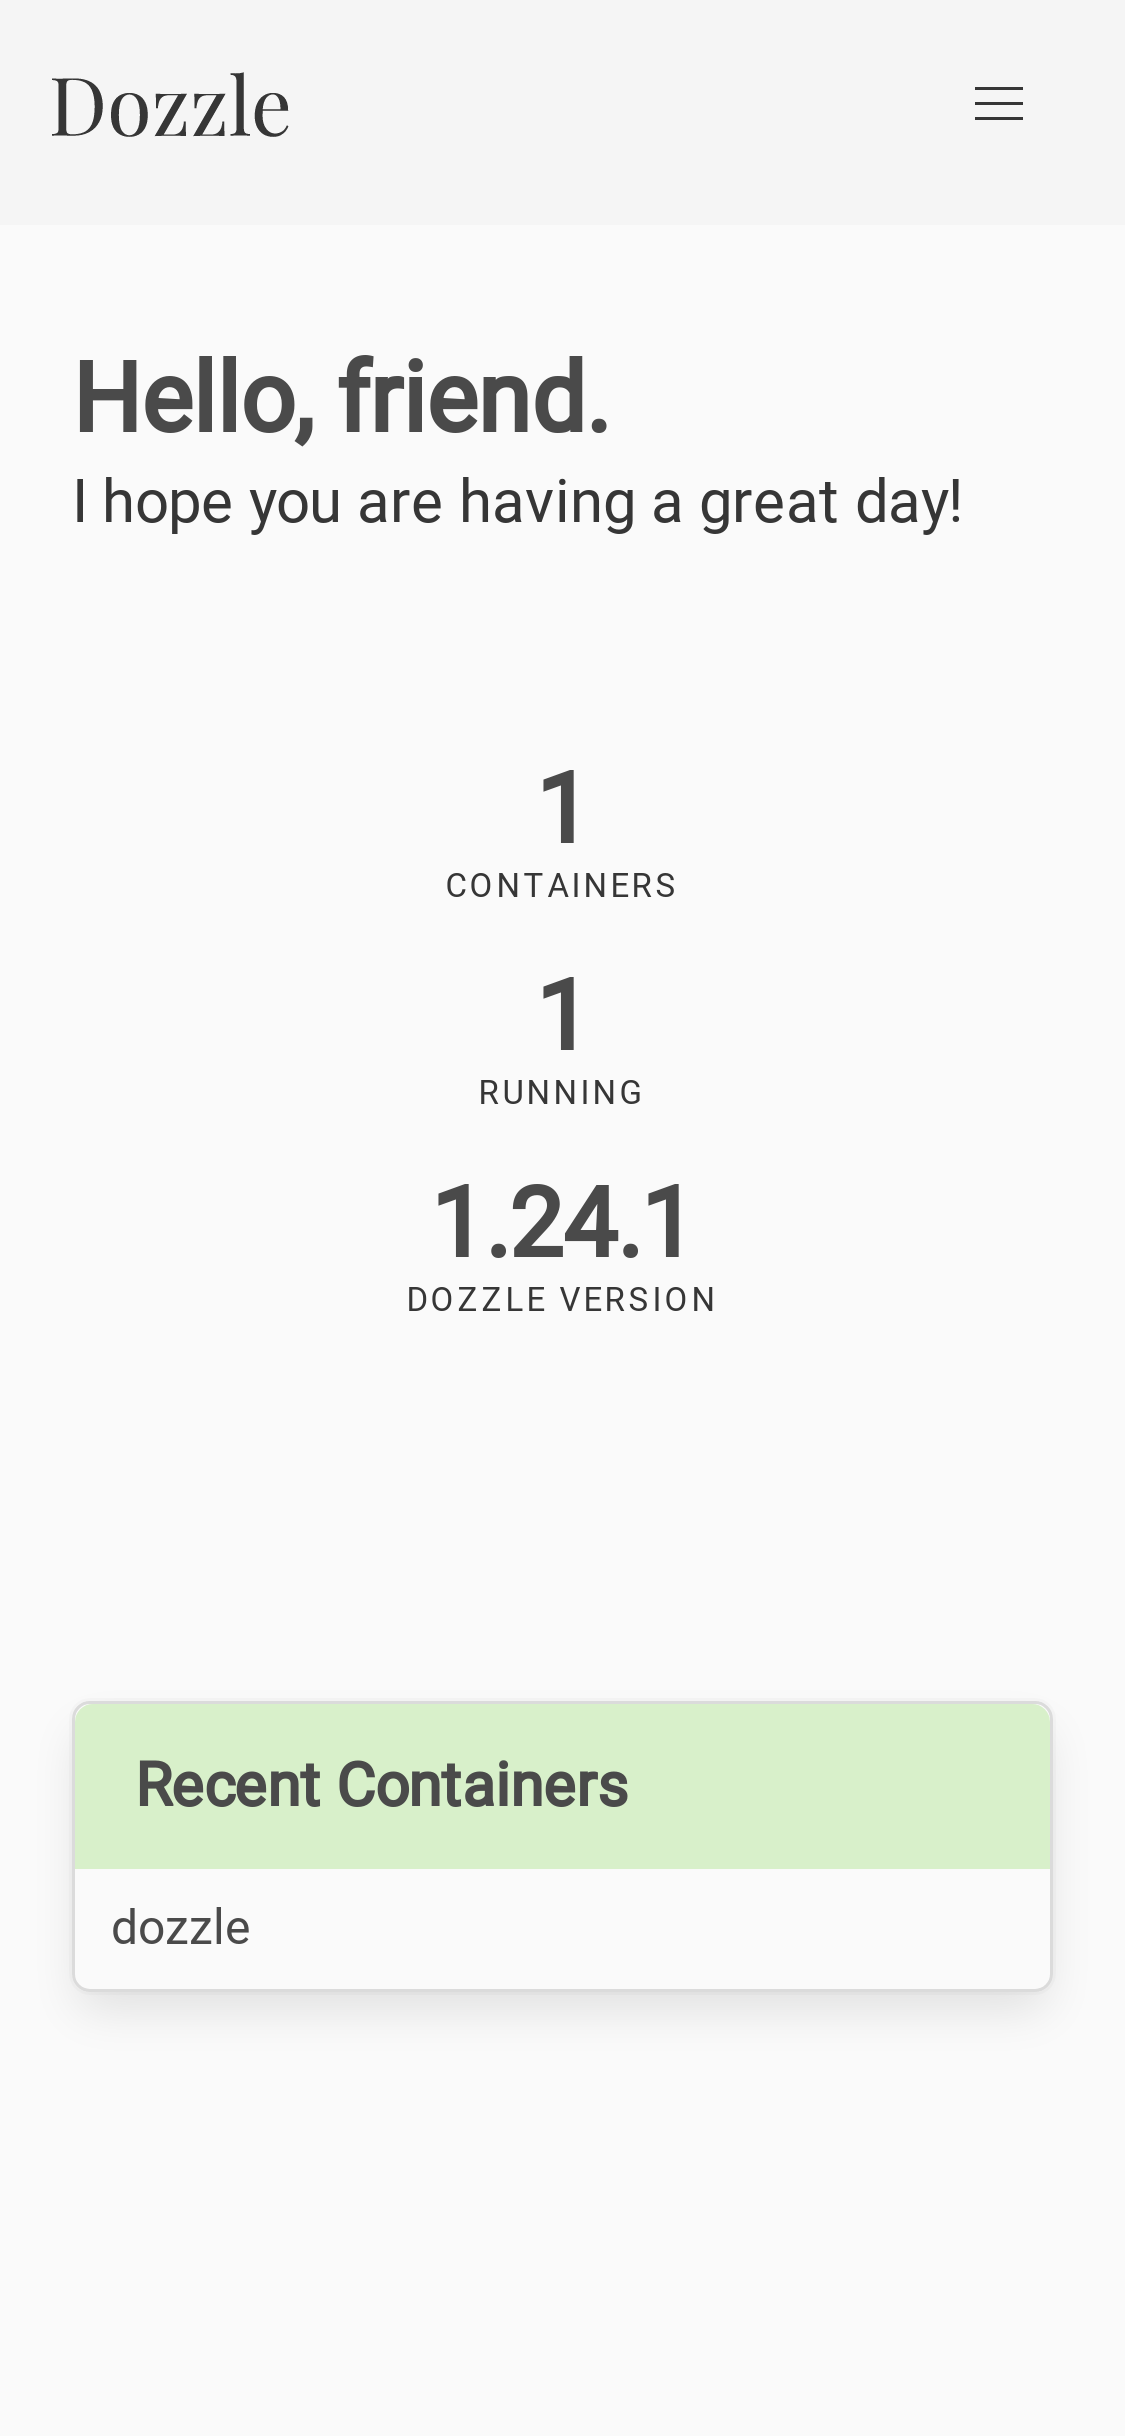 Dozzle
Hello, friend.
I hope you are having a great day!
1
CONTAINERS
1
RUNNING
1.24.1
DOZZLE VERSION
Recent Containers
dozzle